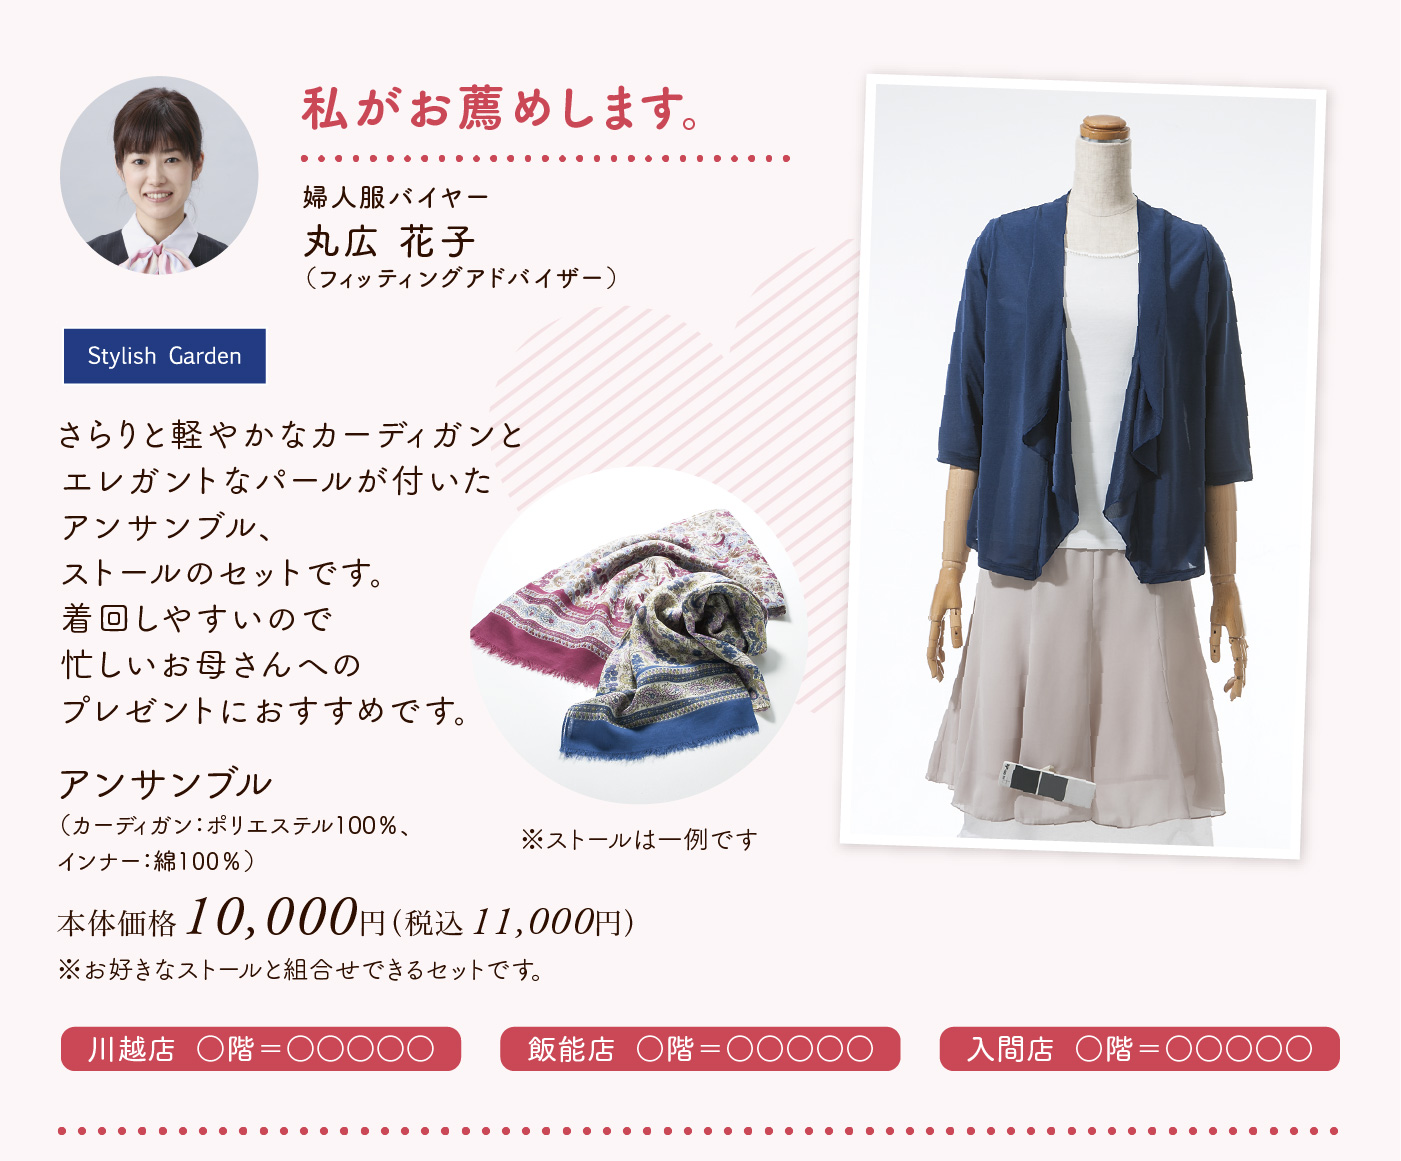 私がお薦めします。
婦人服バイヤー
丸広 花子
（フィッティングアドバイザー）
Stylish Garden
さらりと軽やかなカーディガンと
エレガントなパールが付いた
アンサンブル、
ストールのセットです。
着回しやすいので
忙しいお母さんへの
プレゼントにおすすめです。
アンサンブル
（カーディガン：ポリエステル100％、
インナー：綿100％）
※ストールは一例です
本体価格 10,000円（税込 11,000円）
※お好きなストールと組合せできるセットです。
川越店 〇階＝〇〇〇〇〇
飯能店 〇階＝〇〇〇〇〇
入間店 〇階＝〇〇〇〇〇